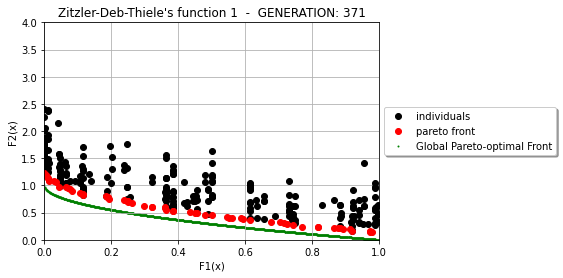 Zitzler-Deb-Thiele's function 1 - GENERATION: 371
4.0
3.5
3.0
2.5
2.0
1.5
1.0
0.5
0.0
F2(x)
0.0 0.2 0.4 0.6 0.8 1.0
F1(x)
individuals
pareto front
Global Pareto-optimal Front